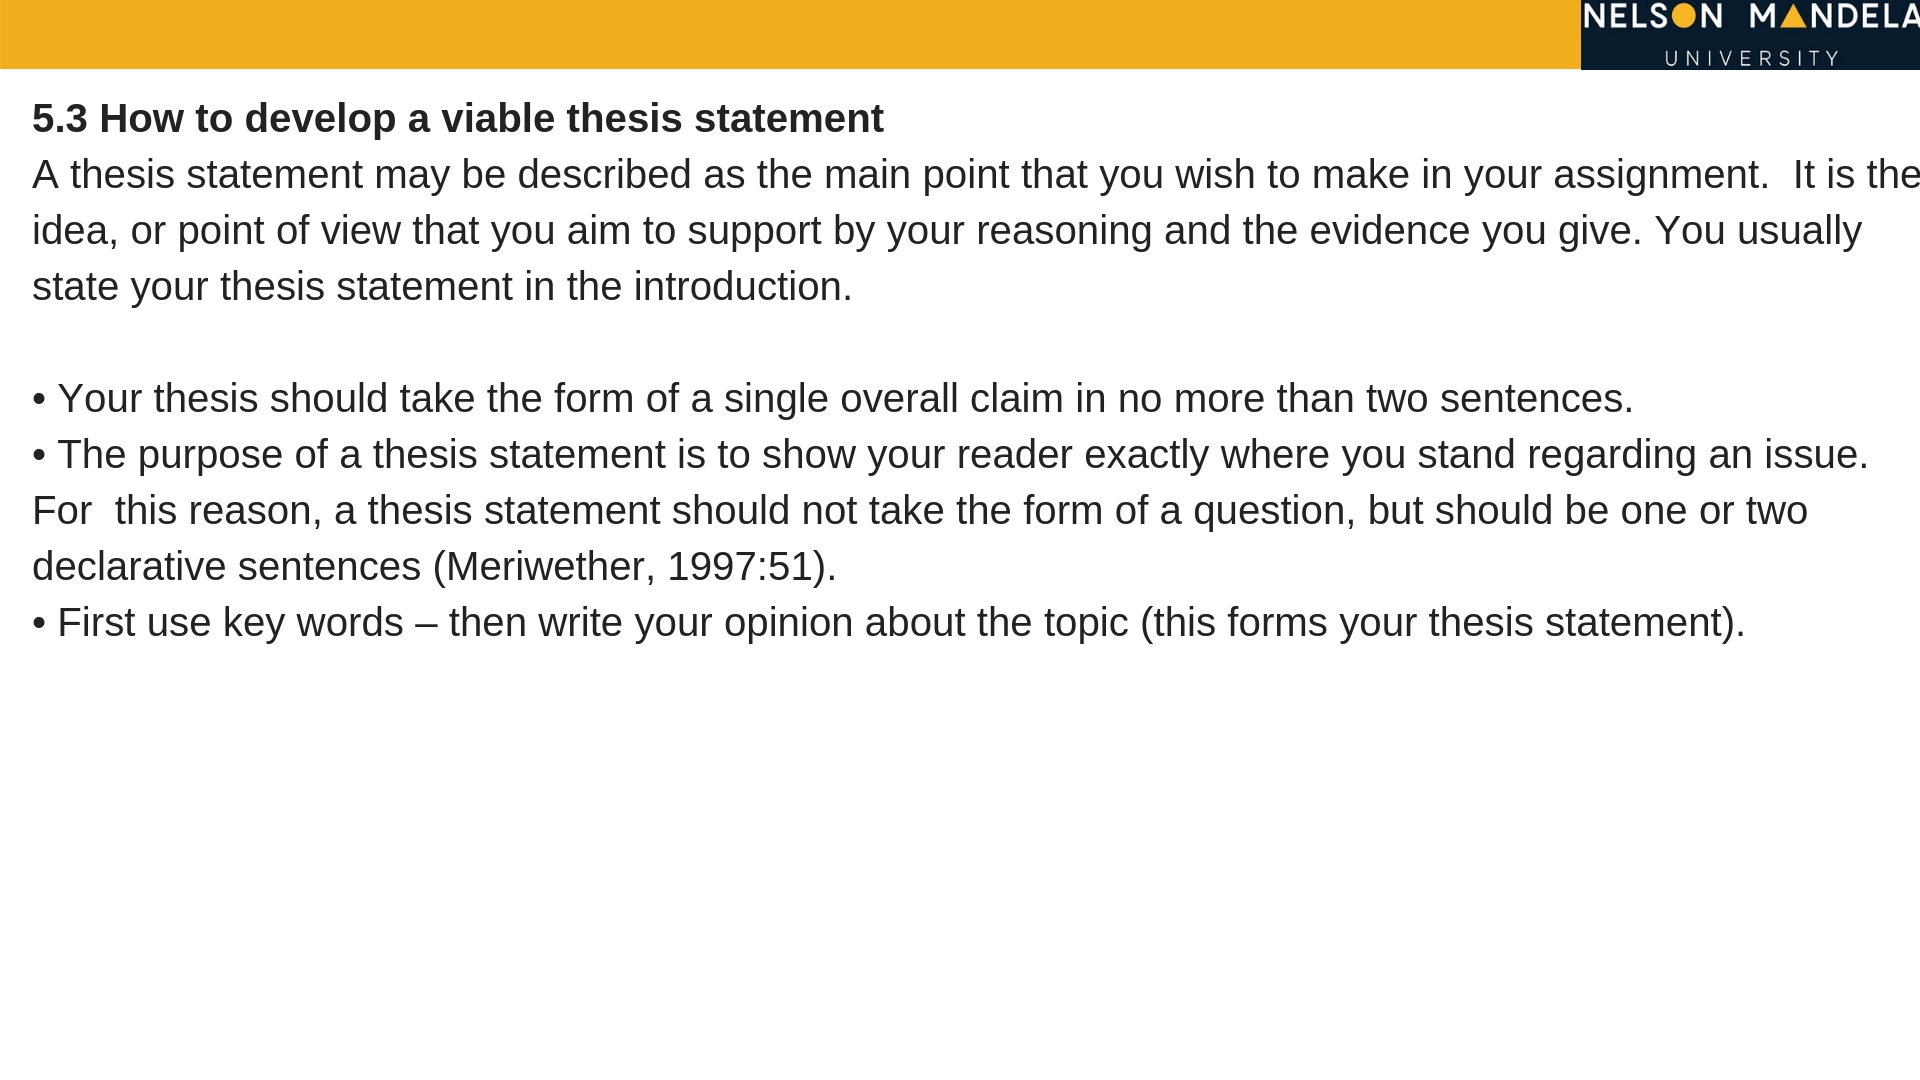 NELSON MANDELA
UNIVERSITY
5.3 How to develop a viable thesis statement
A thesis statement may be described as the main point that you wish to make in your assignment.  It is the
idea, or point of view that you aim to support by your reasoning and the evidence you give. You usually
state your thesis statement in the introduction.
• Your thesis should take the form of a single overall claim in no more than two sentences.
• The purpose of a thesis statement is to show your reader exactly where you stand regarding an issue.
For  this reason, a thesis statement should not take the form of a question, but should be one or two
declarative sentences (Meriwether, 1997:51).
• First use key words – then write your opinion about the topic (this forms your thesis statement).